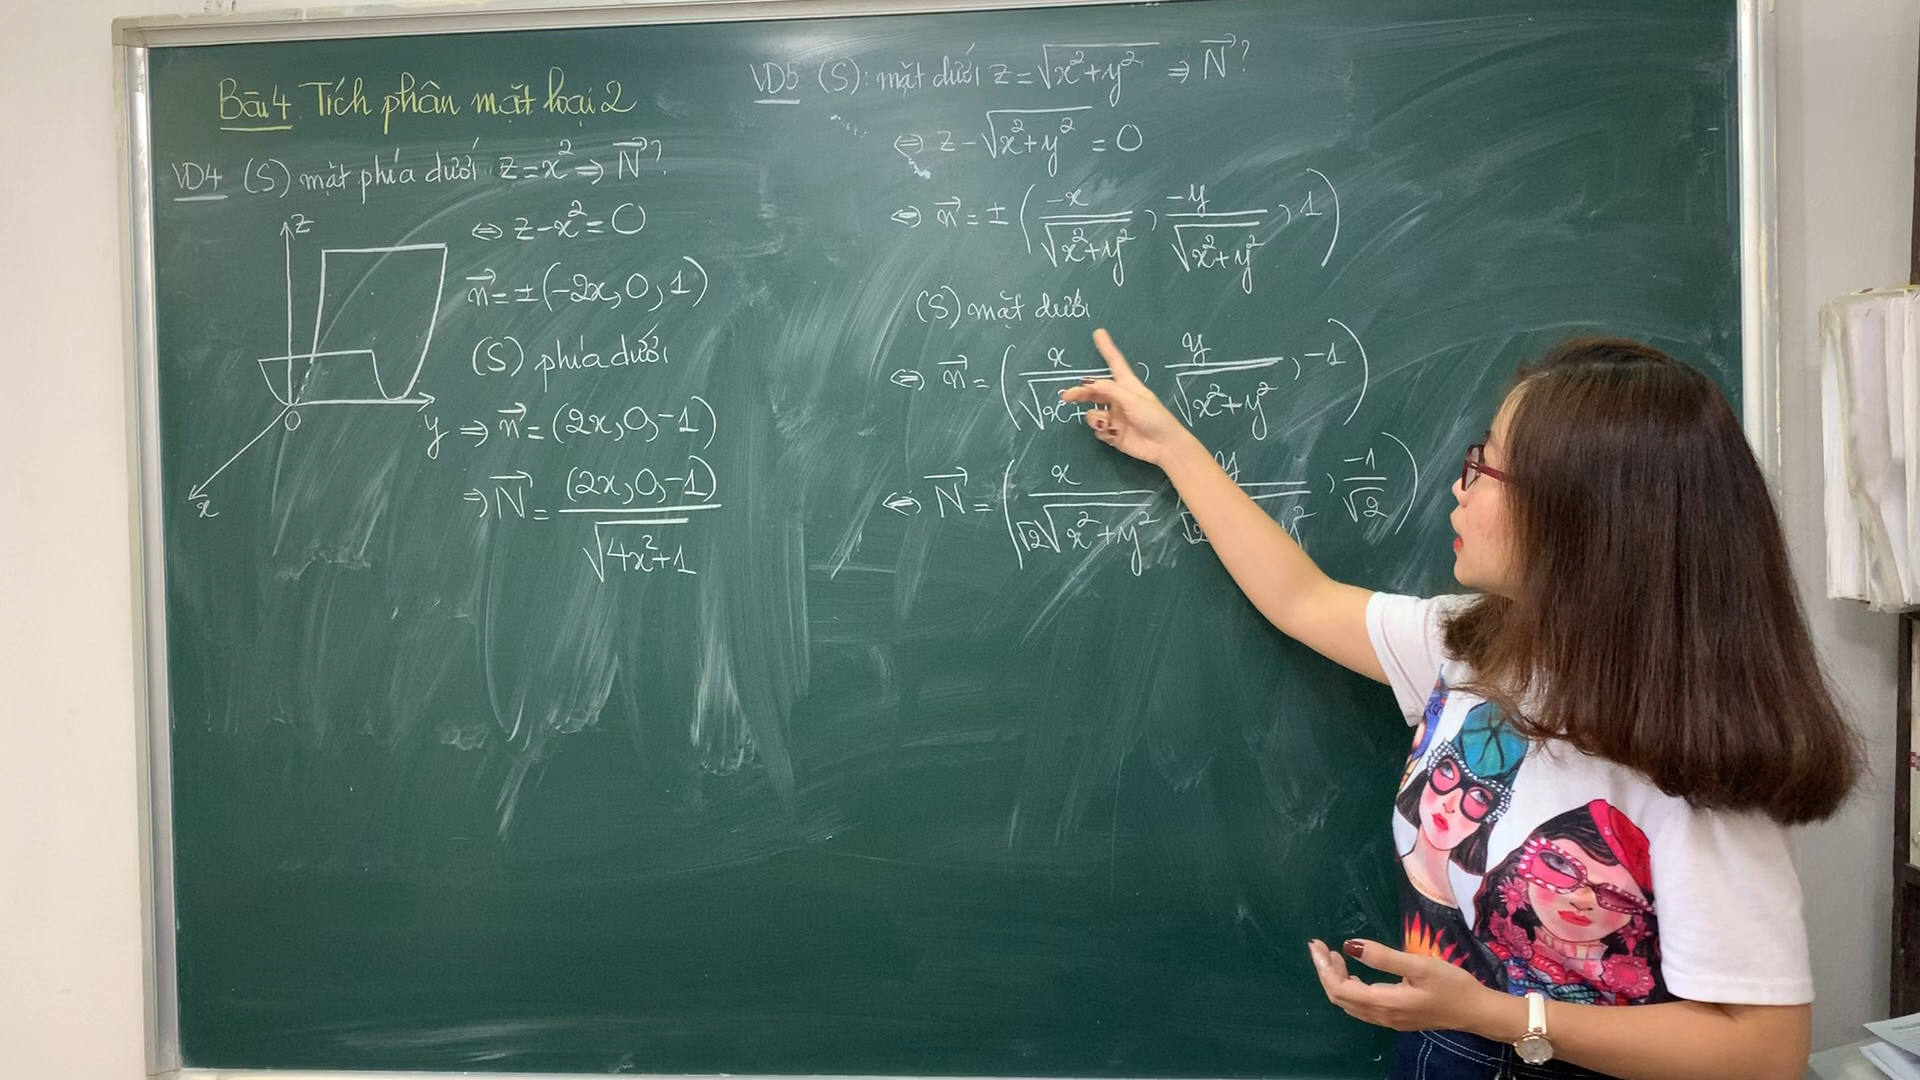 Bài 4. Tích phân mặt loại 2
VD4 (S) mặt phía dưới z = x² ⇒ N⃗?
⇔ z - x² = 0
n⃗ = ±(-2x, 0, 1)
(S) phía dưới
⇒ n⃗ = (2x, 0, -1)
⇒ N⃗ = (2x, 0, -1) / √(4x² + 1)
z
O
y
x
VD5 (S): mặt dưới z = √(x² + y²) ⇒ N⃗?
⇔ z - √(x² + y²) = 0
⇔ n⃗ = ± (-x / √(x² + y²), -y / √(x² + y²), 1)
(S) mặt dưới
⇔ n⃗ = (x / √(x² +, y / √(x² + y²), -1)
⇔ N⃗ = (x / √2 √(x² + y²), y / √2 y², -1 / √2)